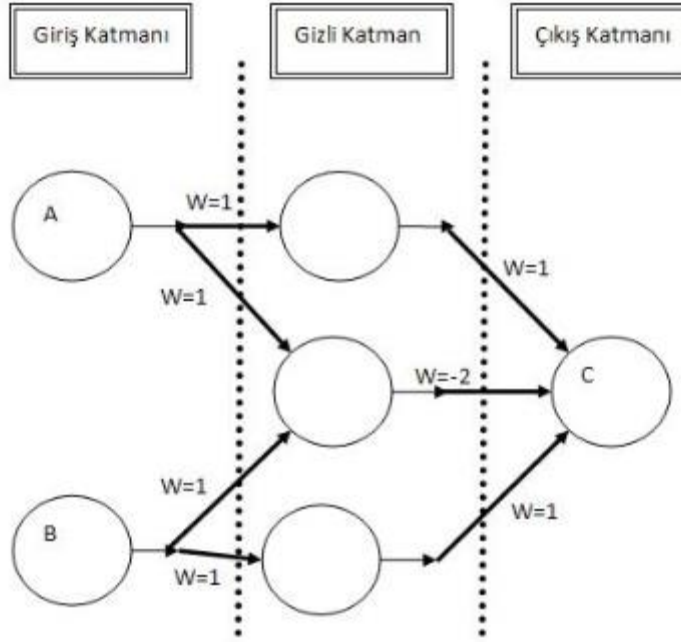 Giriş Katmanı
Gizli Katman
Çıkış Katmanı
A
W=1
W=1
W=1
W=-2
C
W=1
B
W=1
W=1